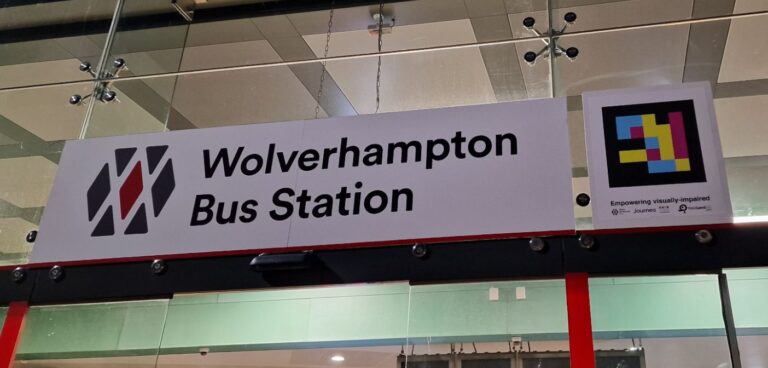 Wolverhampton
Bus Station
Empowering visually-impaired